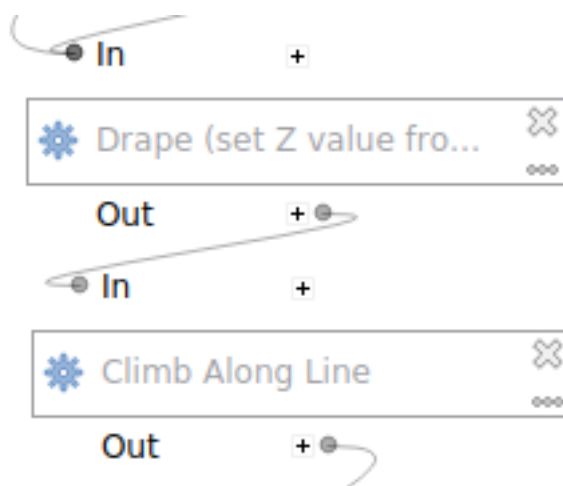 In
Drape (set Z value fro...
Out
In
Climb Along Line
Out